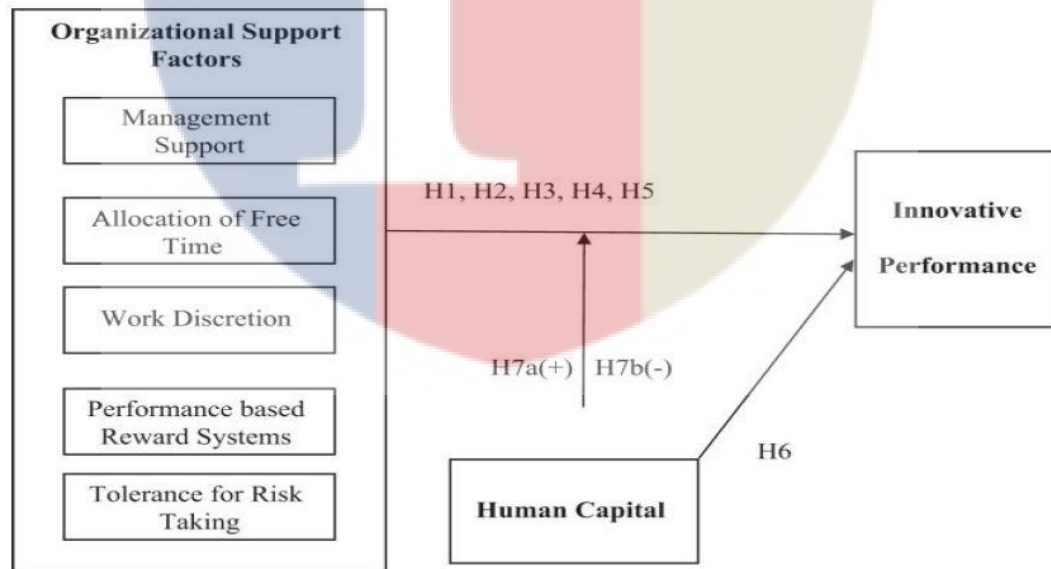 Organizational Support
Factors
Management
Support
Allocation of Free
Time
Work Discretion
Performance based
Reward Systems
Tolerance for Risk
Taking
H1, H2, H3, H4, H5
H7a(+) H7b(-)
Human Capital
H6
Innovative
Performance